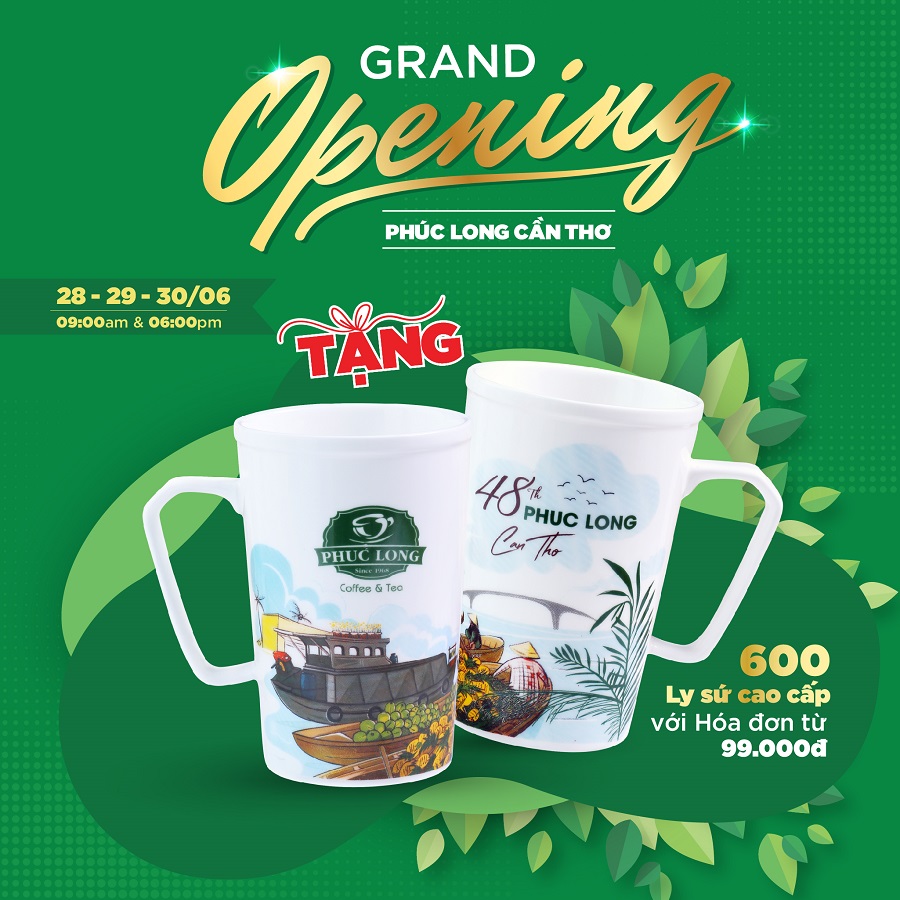 GRAND
Opening
PHÚC LONG CẦN THƠ
28 - 29 - 30/06
09:00am & 06:00pm
TẶNG
PHUC LONG
Since 1968
Coffee & Tea
48Th
PHUC LONG
Can Tho
600
Ly sứ cao cấp
với Hóa đơn từ
99.000đ